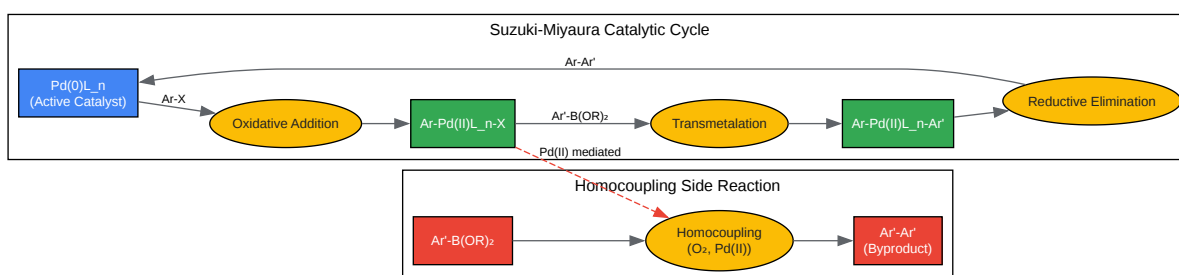 Suzuki-Miyaura Catalytic Cycle
Ar-Ar'
Pd(0)L_n
(Active Catalyst)
Ar-X
Oxidative Addition
Ar-Pd(II)L_n-X
Ar'-B(OR)₂
Transmetalation
Ar-Pd(II)L_n-Ar'
Reductive Elimination
Pd(II) mediated
Homocoupling Side Reaction
Ar'-B(OR)₂
Homocoupling
(O₂, Pd(II))
Ar'-Ar'
(Byproduct)